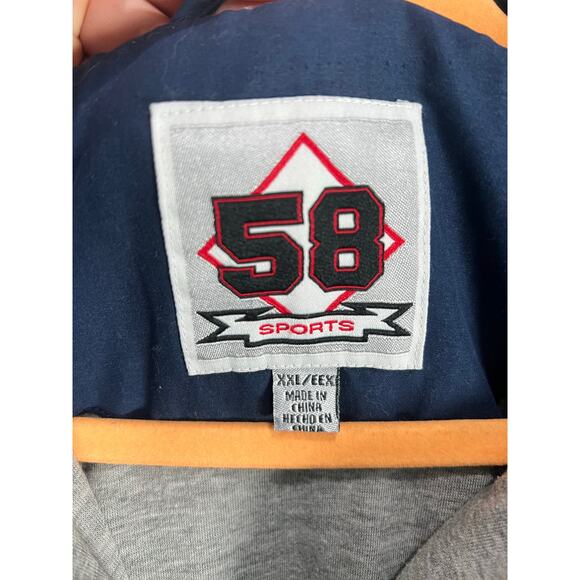 58
SPORTS
XXL/EEX
MADE IN
CHINA
HECHO EN
CHINA